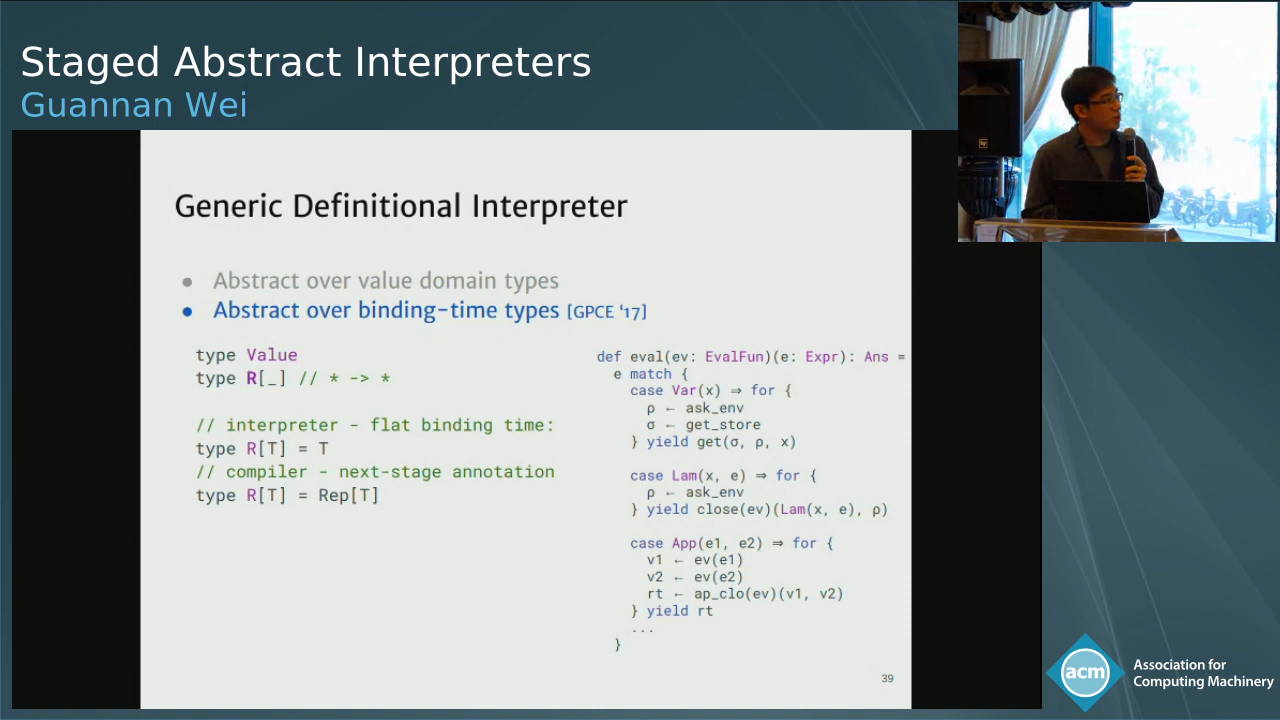 Staged Abstract Interpreters
Guannan Wei
Generic Definitional Interpreter
● Abstract over value domain types
● Abstract over binding-time types [GPCE ‘17]
type Value
type R[_] // * -> *
// interpreter - flat binding time:
type R[T] = T
// compiler - next-stage annotation
type R[T] = Rep[T]
def eval(ev: EvalFun)(e: Expr): Ans =
e match {
case Var(x) ⇒ for {
ρ ← ask_env
σ ← get_store
} yield get(σ, ρ, x)
case Lam(x, e) ⇒ for {
ρ ← ask_env
} yield close(ev)(Lam(x, e), ρ)
case App(e1, e2) ⇒ for {
v1 ← ev(e1)
v2 ← ev(e2)
rt ← ap_clo(ev)(v1, v2)
} yield rt
...
}
39
acm
Association for
Computing Machinery